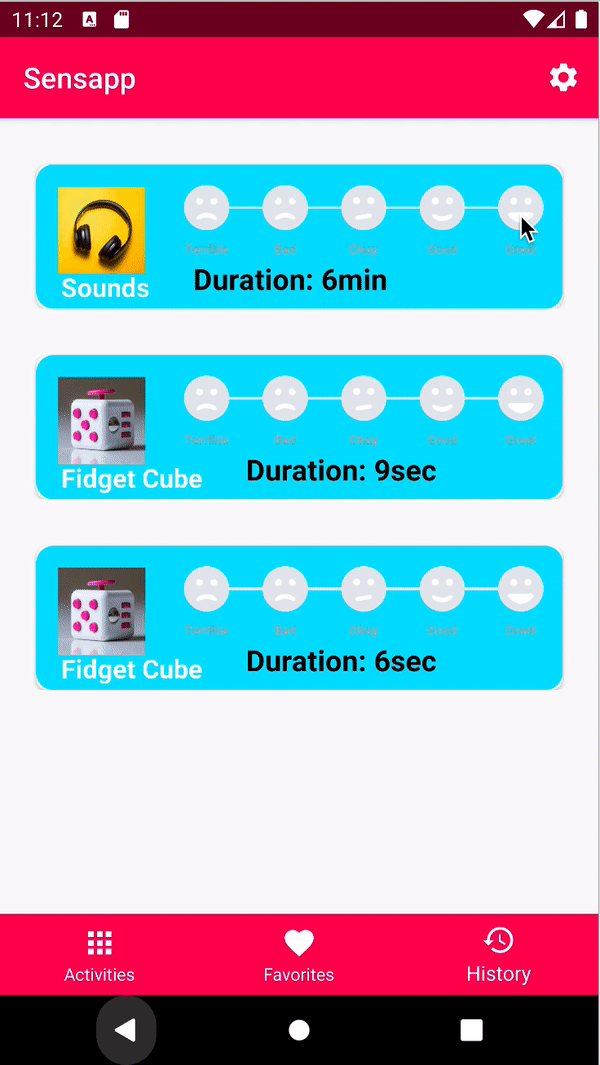 11:12
Sensapp
Terrible Bad Okay Good Great
Sounds
Duration: 6min
Terrible Bad Okay Good Great
Fidget Cube
Duration: 9sec
Terrible Bad Okay Good Great
Fidget Cube
Duration: 6sec
Activities
Favorites
History